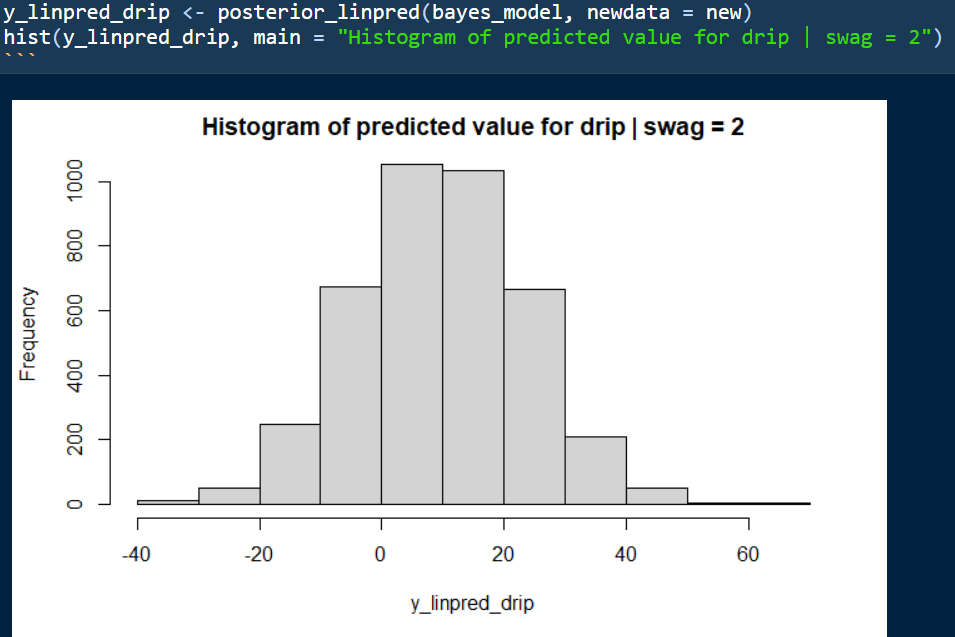 y_linpred_drip <- posterior_linpred(bayes_model, newdata = new)
hist(y_linpred_drip, main = "Histogram of predicted value for drip | swag = 2")
```
Histogram of predicted value for drip | swag = 2
1000
800
600
400
200
0
Frequency
-40 -20 0 20 40 60
y_linpred_drip